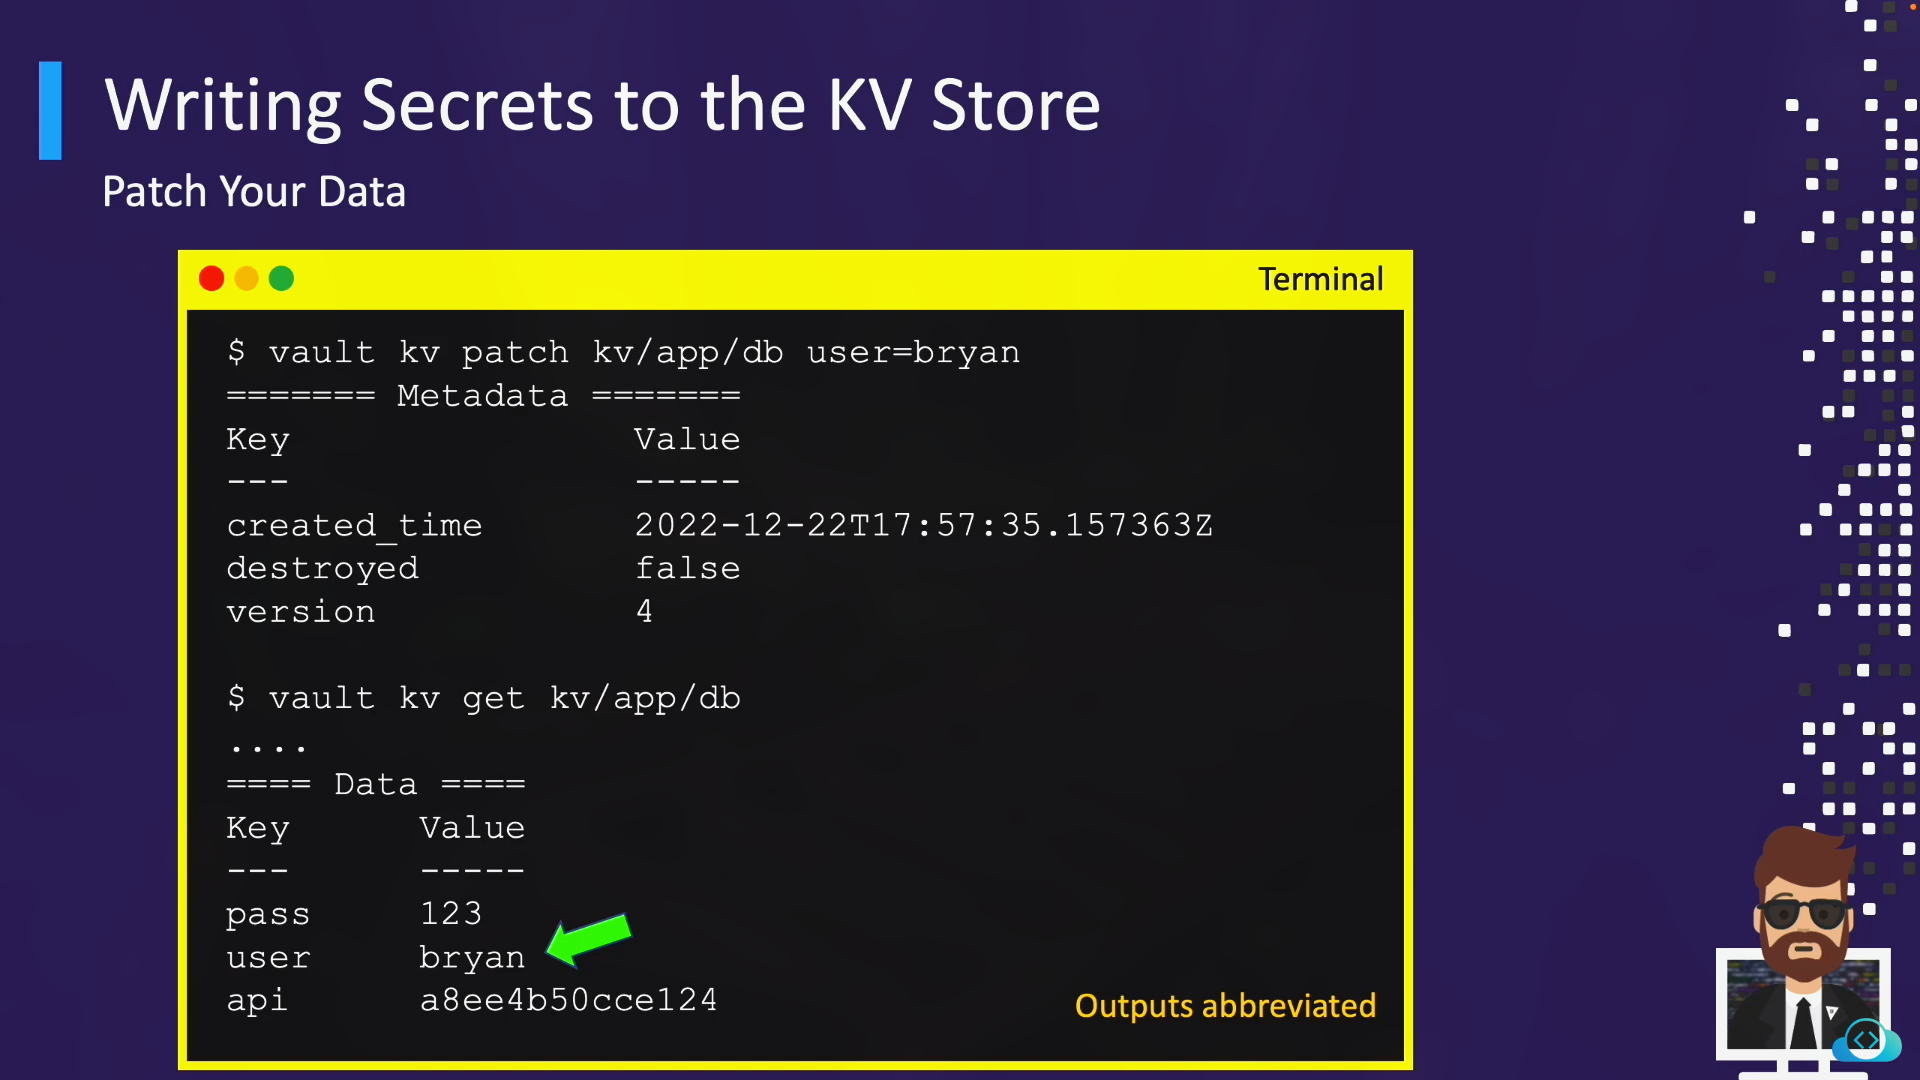 Writing Secrets to the KV Store
Patch Your Data
Terminal
$ vault kv patch kv/app/db user=bryan
======= Metadata =======
Key                Value
---                -----
created_time       2022-12-22T17:57:35.157363Z
destroyed          false
version            4
$ vault kv get kv/app/db
....
==== Data ====
Key      Value
---      -----
pass     123
user     bryan
api      a8ee4b50cce124
Outputs abbreviated